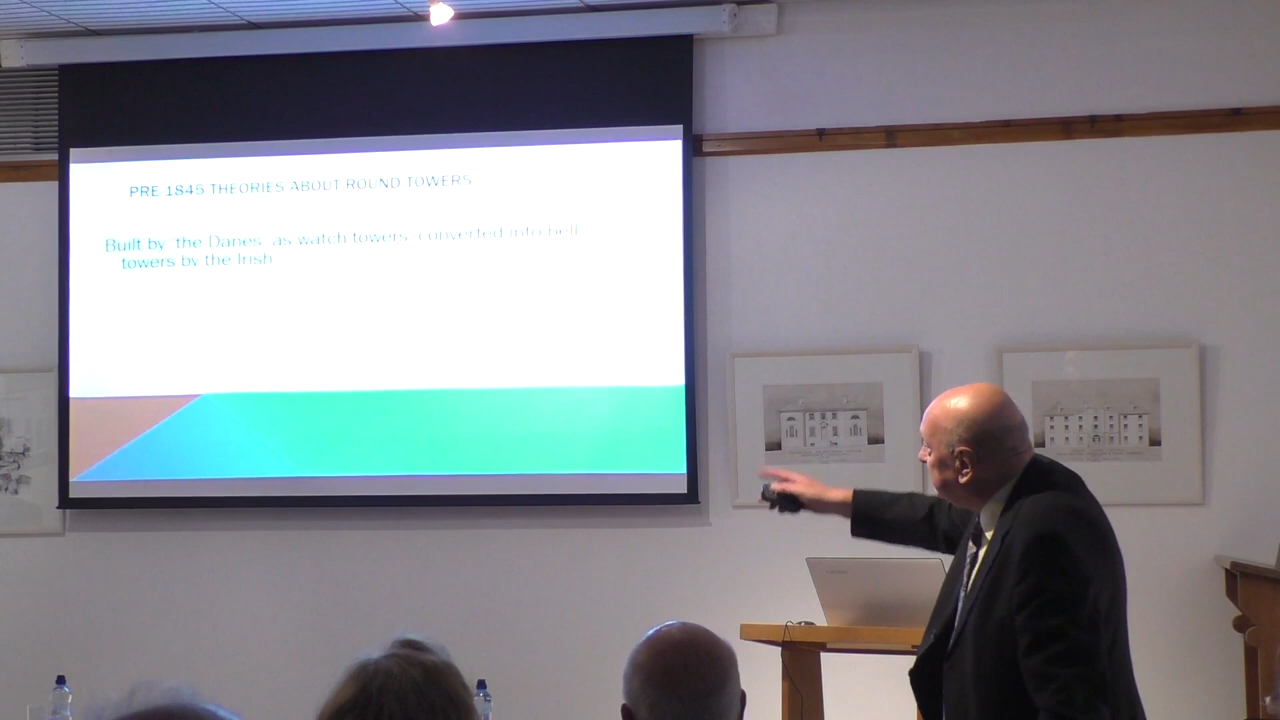 PRE 1845 THEORIES ABOUT ROUND TOWERS
Built by the Danes as watch towers, converted into bell
towers by the Irish